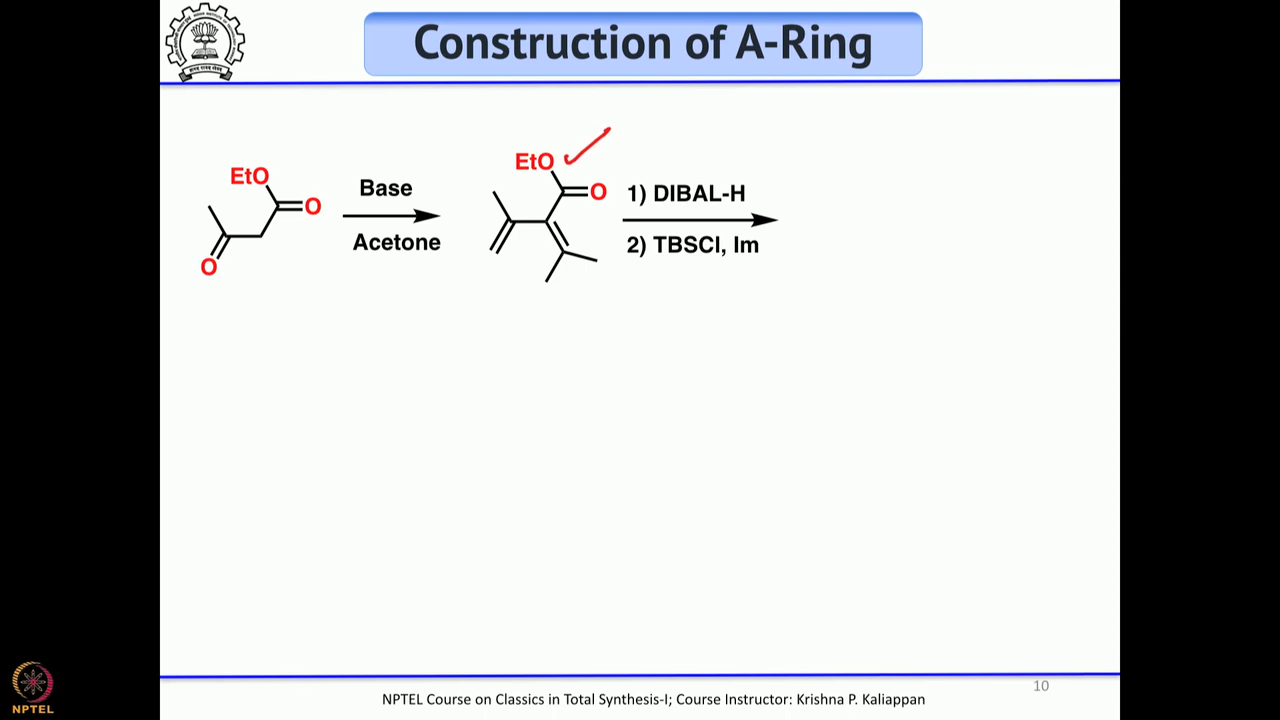 Construction of A-Ring
EtO
O
O
Base
Acetone
EtO
O
1) DIBAL-H
2) TBSCl, Im
10
NPTEL Course on Classics in Total Synthesis-I; Course Instructor: Krishna P. Kaliappan
NPTEL